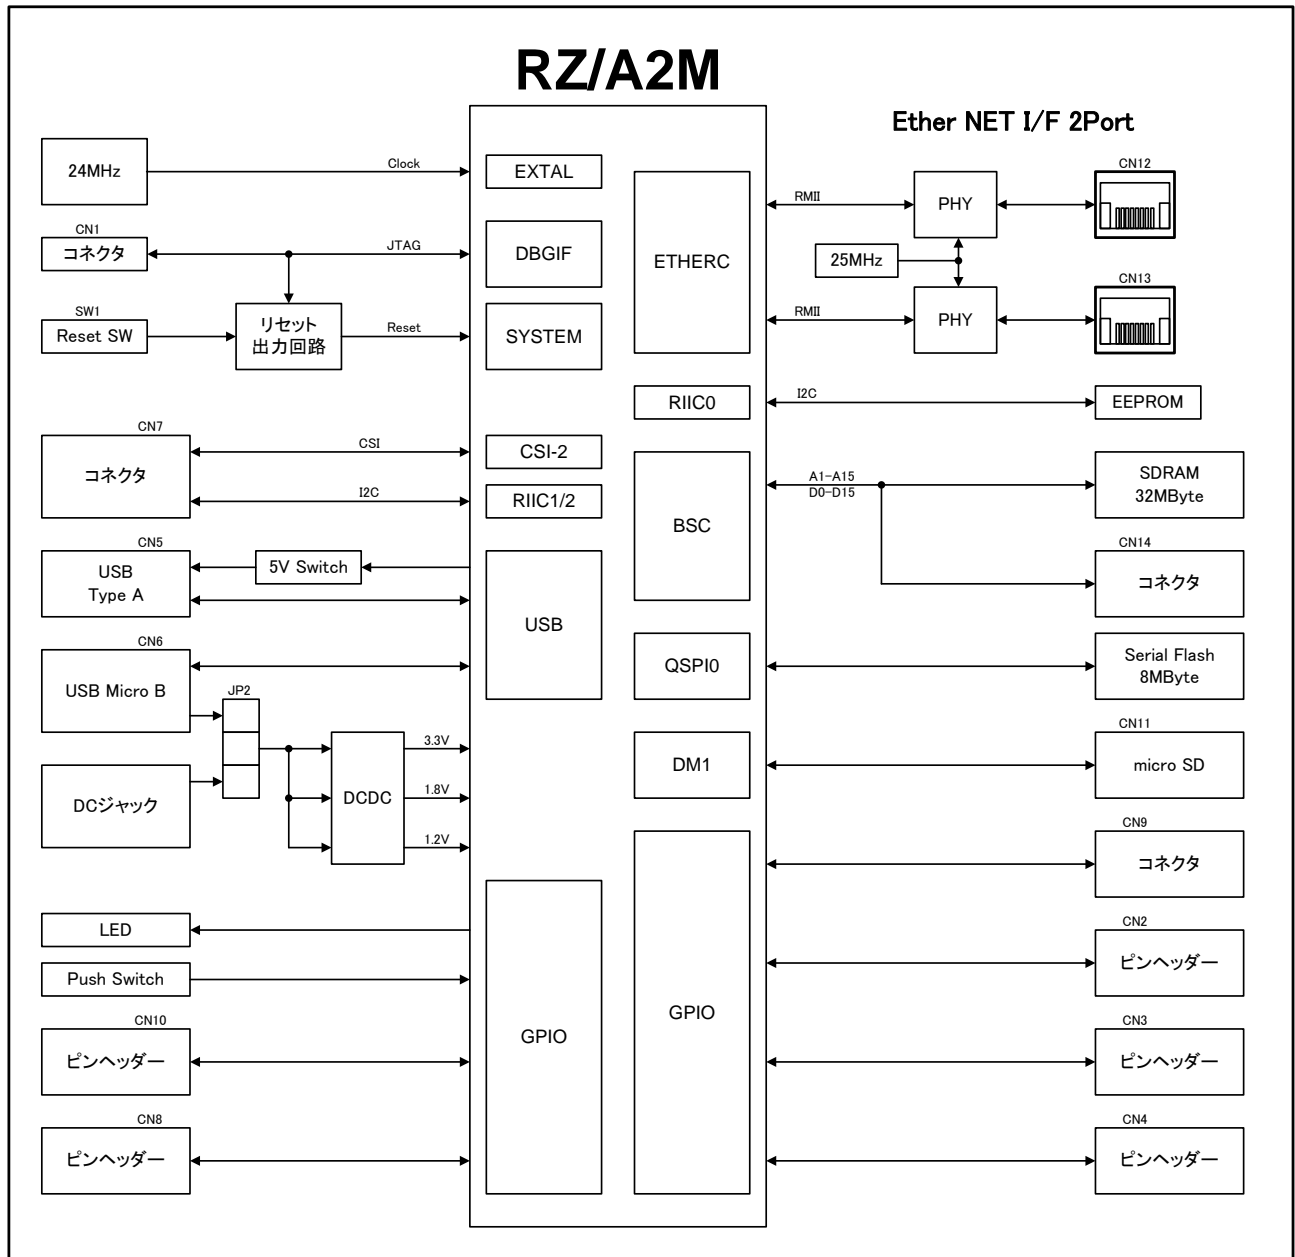 RZ/A2M
Ether NET I/F 2Port
24MHz
Clock
EXTAL
CN1
コネクタ
JTAG
DBGIF
SW1
Reset SW
リセット
出力回路
Reset
SYSTEM
CN7
コネクタ
CSI
CSI-2
I2C
RIIC1/2
CN5
USB
Type A
5V Switch
USB
CN6
USB Micro B
JP2
DCジャック
DCDC
3.3V
1.8V
1.2V
LED
Push Switch
CN10
ピンヘッダー
CN8
ピンヘッダー
GPIO
ETHERC
RMII
PHY
CN12
25MHz
RMII
PHY
CN13
RIIC0
I2C
EEPROM
BSC
A1-A15
D0-D15
SDRAM
32MByte
CN14
コネクタ
QSPI0
Serial Flash
8MByte
DM1
CN11
micro SD
GPIO
CN9
コネクタ
CN2
ピンヘッダー
CN3
ピンヘッダー
CN4
ピンヘッダー